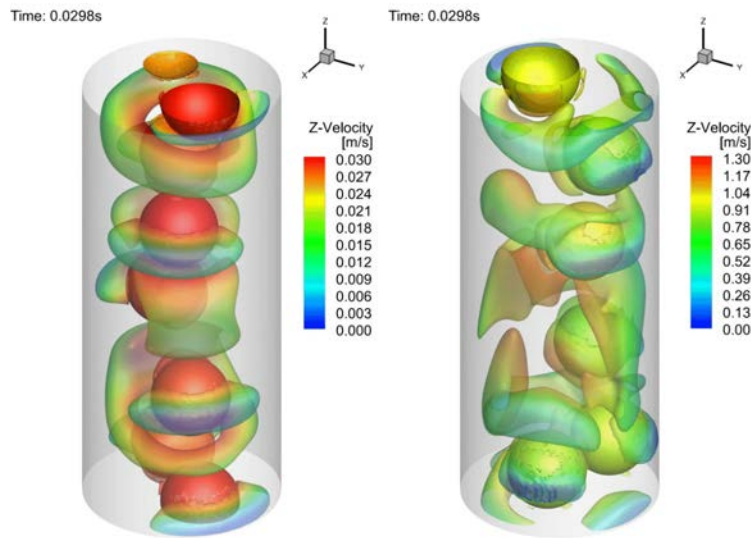 Time: 0.0298s
Z
X
Y
Z-Velocity
[m/s]
0.030
0.027
0.024
0.021
0.018
0.015
0.012
0.009
0.006
0.003
0.000
Time: 0.0298s
Z
X
Y
Z-Velocity
[m/s]
1.30
1.17
1.04
0.91
0.78
0.65
0.52
0.39
0.26
0.13
0.00